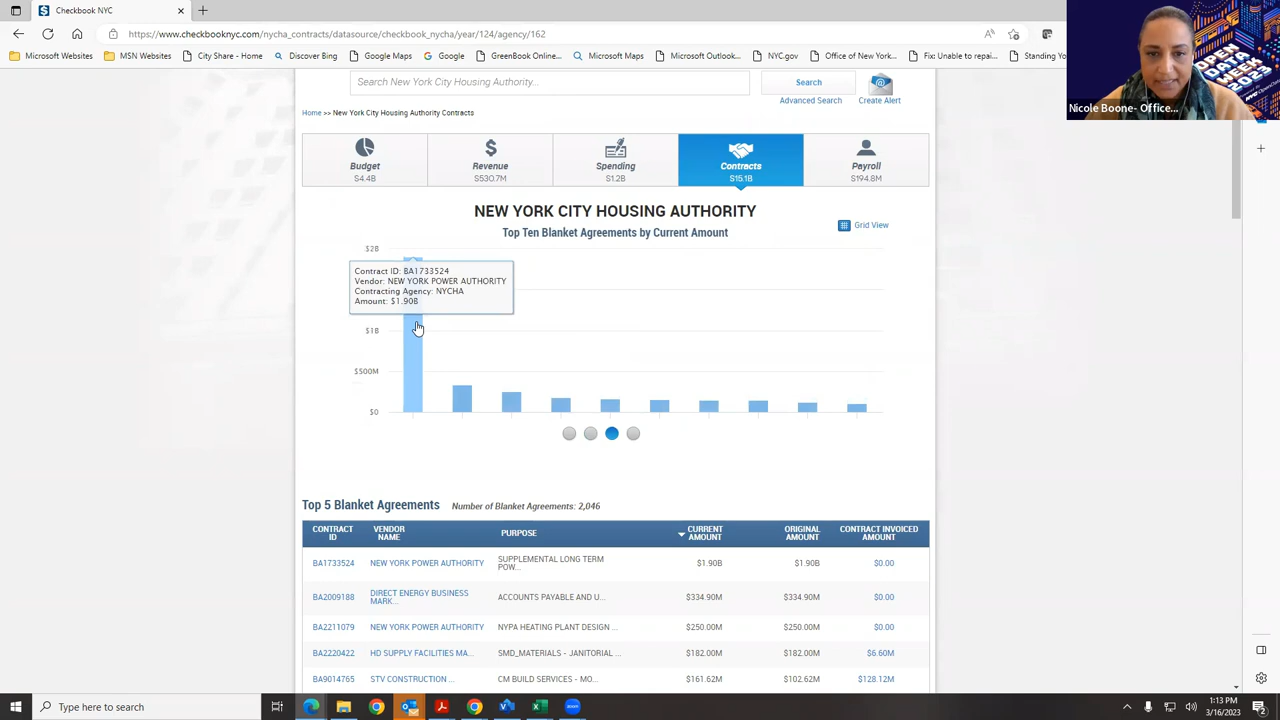 Checkbook NYC
https://www.checkbooknyc.com/nycha_contracts/datasource/checkbook_nycha/year/124/agency/162
Microsoft Websites
MSN Websites
City Share - Home
Discover Bing
Google Maps
Google
GreenBook Online...
Microsoft Bing
Microsoft Maps
Microsoft Outlook...
NYC.gov
Office of New York...
Fix: Unable to repai...
Standing Yo
OPEN DATA WEEK 2023
Nicole Boone- Office...
Search New York City Housing Authority...
Search
Advanced Search
Create Alert
Home >> New York City Housing Authority Contracts
Budget
$4.4B
Revenue
$530.7M
Spending
$1.2B
Contracts
$15.1B
Payroll
$194.8M
NEW YORK CITY HOUSING AUTHORITY
Top Ten Blanket Agreements by Current Amount
Grid View
$2B
$1B
$500M
$0
Contract ID: BA1733524
Vendor: NEW YORK POWER AUTHORITY
Contracting Agency: NYCHA
Amount: $1.90B
Top 5 Blanket Agreements Number of Blanket Agreements: 2,046
CONTRACT ID VENDOR NAME PURPOSE CURRENT AMOUNT ORIGINAL AMOUNT CONTRACT INVOICED AMOUNT
BA1733524 NEW YORK POWER AUTHORITY SUPPLEMENTAL LONG TERM POW... $1.90B $1.90B $0.00
BA2009188 DIRECT ENERGY BUSINESS MARK... ACCOUNTS PAYABLE AND U... $334.90M $334.90M $0.00
BA2211079 NEW YORK POWER AUTHORITY NYPA HEATING PLANT DESIGN ... $250.00M $250.00M $0.00
BA2220422 HD SUPPLY FACILITIES MA... SMD_MATERIALS - JANITORIAL ... $182.00M $182.00M $6.60M
BA9014765 STV CONSTRUCTION ... CM BUILD SERVICES - MO... $161.62M $102.62M $128.12M
Type here to search
1:13 PM
3/16/2023